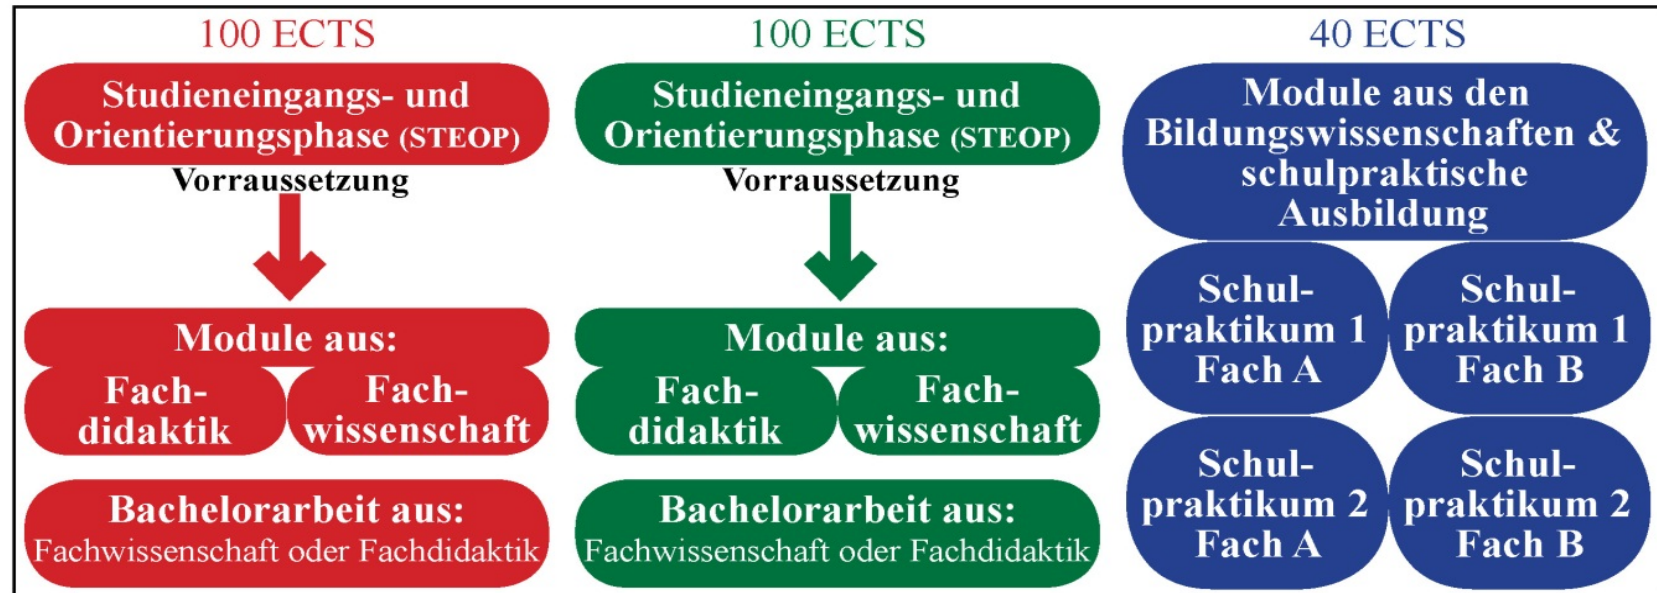 100 ECTS
Studieneingangs- und
Orientierungsphase (STEOP)
Vorraussetzung
Module aus:
Fach-
didaktik
Fach-
wissenschaft
Bachelorarbeit aus:
Fachwissenschaft oder Fachdidaktik
100 ECTS
Studieneingangs- und
Orientierungsphase (STEOP)
Vorraussetzung
Module aus:
Fach-
didaktik
Fach-
wissenschaft
Bachelorarbeit aus:
Fachwissenschaft oder Fachdidaktik
40 ECTS
Module aus den
Bildungswissenschaften &
schulpraktische
Ausbildung
Schul-
praktikum 1
Fach A
Schul-
praktikum 1
Fach B
Schul-
praktikum 2
Fach A
Schul-
praktikum 2
Fach B